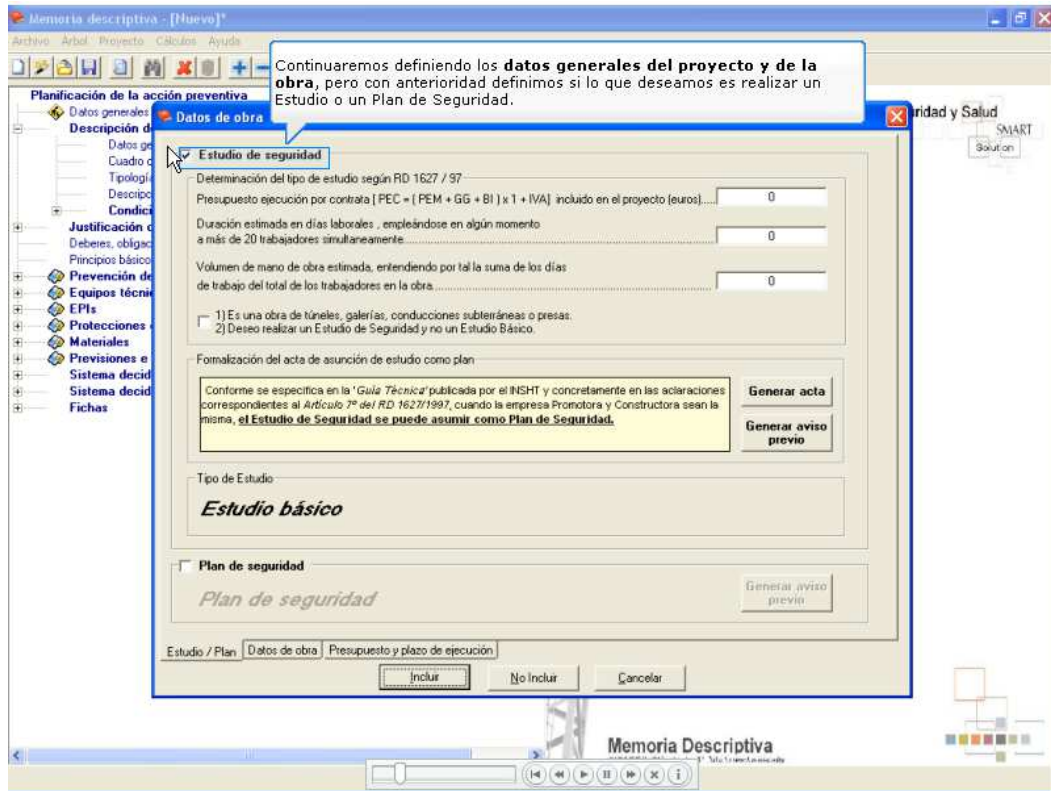 Memoria descriptiva - [Nuevo]*
Archivo Arbol Proyecto Cálculos Ayuda
Continuaremos definiendo los datos generales del proyecto y de la
obra, pero con anterioridad definimos si lo que deseamos es realizar un
Estudio o un Plan de Seguridad.
Planificación de la acción preventiva
Datos generales
Descripción d
Datos ge
Cuadro c
Tipología
Descripc
Condici
Justificación d
Deberes, obligac
Principios básico
Prevención de
Equipos técni
EPIs
Protecciones
Materiales
Previsiones e
Sistema decid
Sistema decid
Fichas
ridad y Salud
SMART
Solution
Datos de obra
Estudio de seguridad
Determinación del tipo de estudio según RD 1627 / 97
Presupuesto ejecución por contrata [ PEC = ( PEM + GG + BI ) x 1 + IVA] incluido en el proyecto (euros)..... 0
Duración estimada en días laborales , empleándose en algún momento
a más de 20 trabajadores simultaneamente 0
Volumen de mano de obra estimada, entendiendo por tal la suma de los días
de trabajo del total de los trabajadores en la obra 0
1) Es una obra de túneles, galerías, conducciones subterráneas o presas.
2) Deseo realizar un Estudio de Seguridad y no un Estudio Básico.
Formalización del acta de asunción de estudio como plan
Conforme se especifica en la 'Guía Técnica' publicada por el INSHT y concretamente en las aclaraciones
correspondientes al Artículo 7º del RD 1627/1997, cuando la empresa Promotora y Constructora sean la
misma, el Estudio de Seguridad se puede asumir como Plan de Seguridad.
Generar acta
Generar aviso
previo
Tipo de Estudio
Estudio básico
Plan de seguridad
Plan de seguridad
Generar aviso
previo
Estudio / Plan Datos de obra Presupuesto y plazo de ejecución
Incluir No Incluir Cancelar
Memoria Descriptiva